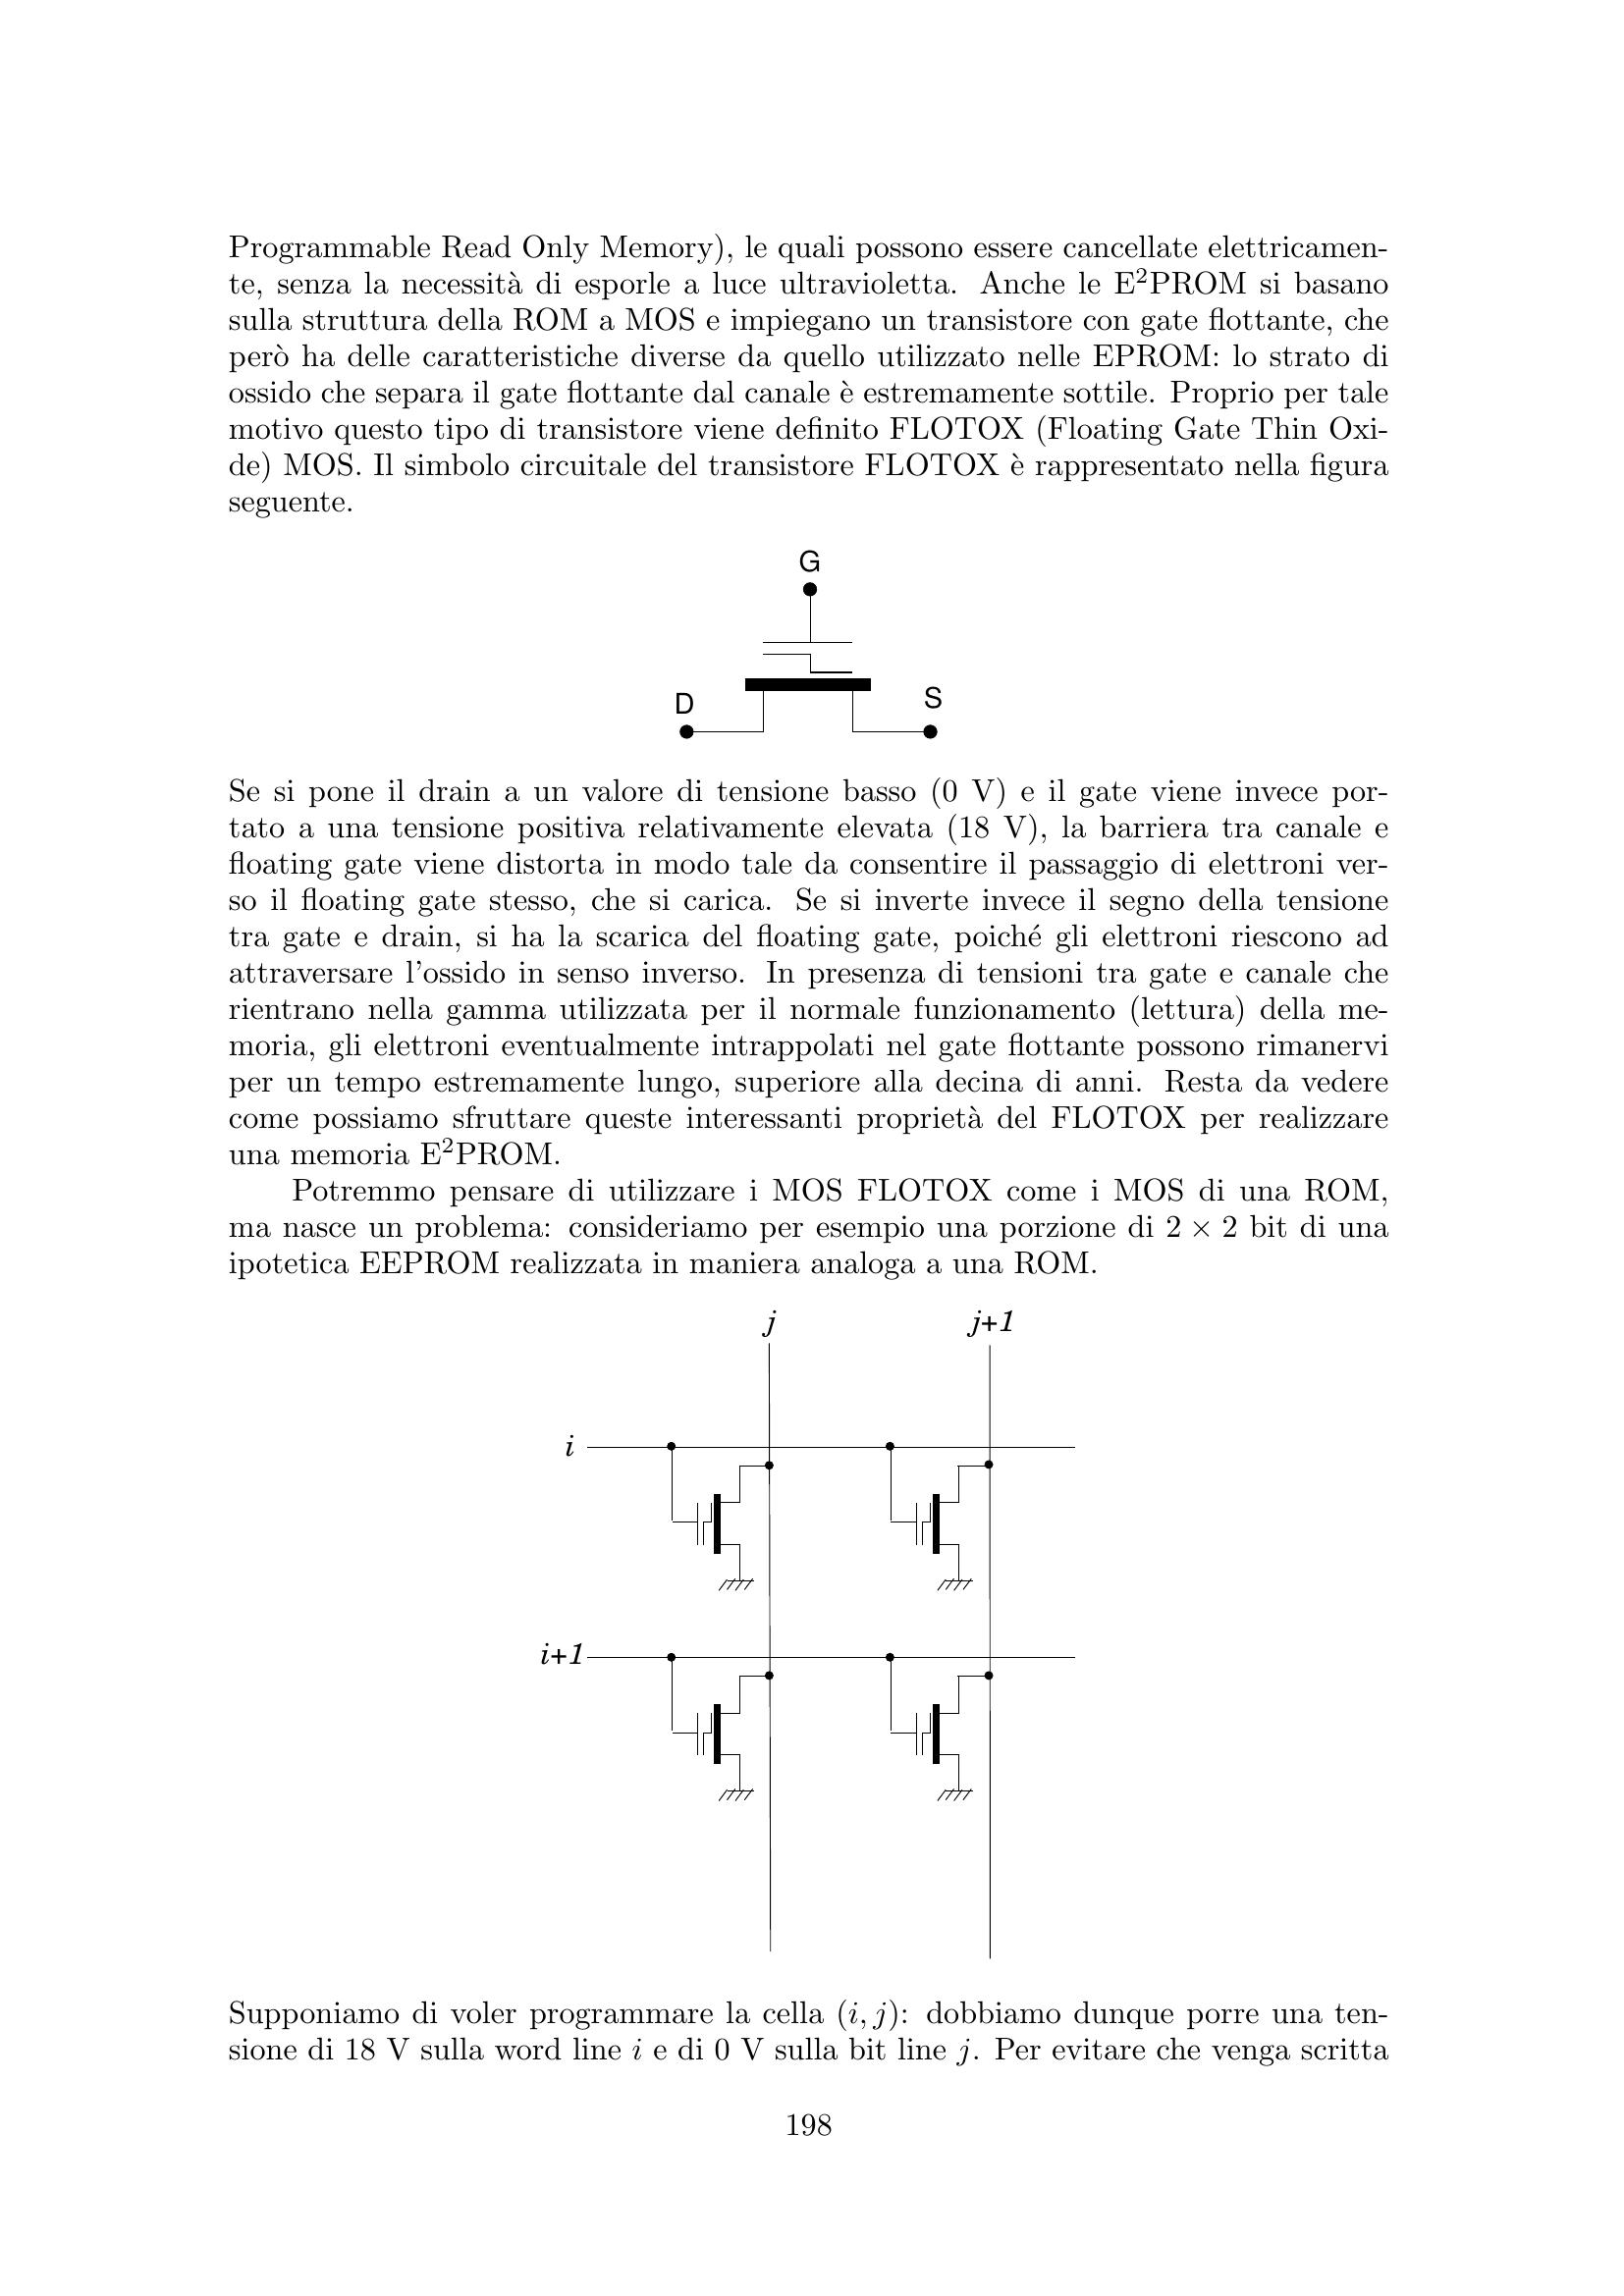 Programmable Read Only Memory), le quali possono essere cancellate elettricamen-
te, senza la necessità di esporle a luce ultravioletta. Anche le E²PROM si basano
sulla struttura della ROM a MOS e impiegano un transistore con gate flottante, che
però ha delle caratteristiche diverse da quello utilizzato nelle EPROM: lo strato di
ossido che separa il gate flottante dal canale è estremamente sottile. Proprio per tale
motivo questo tipo di transistore viene definito FLOTOX (Floating Gate Thin Oxi-
de) MOS. Il simbolo circuitale del transistore FLOTOX è rappresentato nella figura
seguente.
G
D
S
Se si pone il drain a un valore di tensione basso (0 V) e il gate viene invece por-
tato a una tensione positiva relativamente elevata (18 V), la barriera tra canale e
floating gate viene distorta in modo tale da consentire il passaggio di elettroni ver-
so il floating gate stesso, che si carica. Se si inverte invece il segno della tensione
tra gate e drain, si ha la scarica del floating gate, poiché gli elettroni riescono ad
attraversare l'ossido in senso inverso. In presenza di tensioni tra gate e canale che
rientrano nella gamma utilizzata per il normale funzionamento (lettura) della me-
moria, gli elettroni eventualmente intrappolati nel gate flottante possono rimanervi
per un tempo estremamente lungo, superiore alla decina di anni. Resta da vedere
come possiamo sfruttare queste interessanti proprietà del FLOTOX per realizzare
una memoria E²PROM.
Potremmo pensare di utilizzare i MOS FLOTOX come i MOS di una ROM,
ma nasce un problema: consideriamo per esempio una porzione di 2 × 2 bit di una
ipotetica EEPROM realizzata in maniera analoga a una ROM.
j
j+1
i
i+1
Supponiamo di voler programmare la cella (i, j): dobbiamo dunque porre una ten-
sione di 18 V sulla word line i e di 0 V sulla bit line j. Per evitare che venga scritta
198